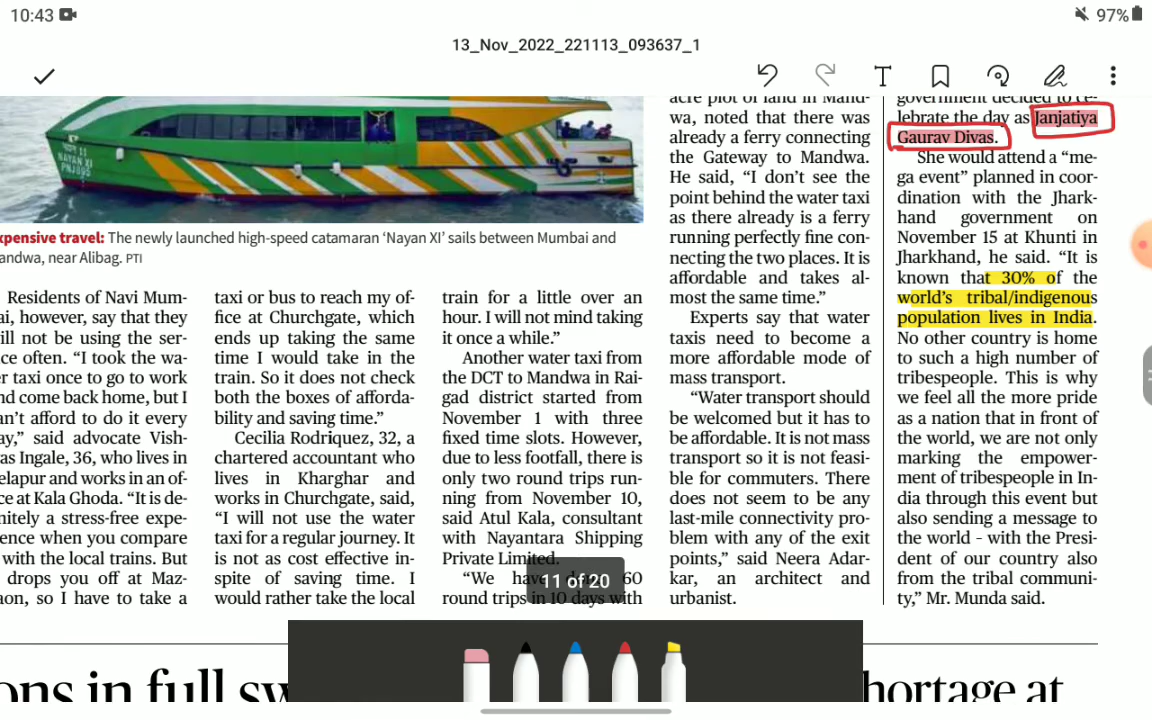 10:43
97%
13_Nov_2022_221113_093637_1
T
NAYAN XI
PNJ895
xpensive travel: The newly launched high-speed catamaran ‘Nayan XI’ sails between Mumbai and
andwa, near Alibag. PTI
Residents of Navi Mum-
ai, however, say that they
ill not be using the ser-
ice often. “I took the wa-
er taxi once to go to work
nd come back home, but I
an’t afford to do it every
ay,” said advocate Vish-
as Ingale, 36, who lives in
elapur and works in an of-
ce at Kala Ghoda. “It is de-
nitely a stress-free expe-
ence when you compare
with the local trains. But
drops you off at Maz-
aon, so I have to take a
taxi or bus to reach my of-
fice at Churchgate, which
ends up taking the same
time I would take in the
train. So it does not check
both the boxes of afforda-
bility and saving time.”
Cecilia Rodriquez, 32, a
chartered accountant who
lives in Kharghar and
works in Churchgate, said,
“I will not use the water
taxi for a regular journey. It
is not as cost effective in-
spite of saving time. I
would rather take the local
train for a little over an
hour. I will not mind taking
it once a while.”
Another water taxi from
the DCT to Mandwa in Rai-
gad district started from
November 1 with three
fixed time slots. However,
due to less footfall, there is
only two round trips run-
ning from November 10,
said Atul Kala, consultant
with Nayantara Shipping
Private Limited.
“We have 60
round trips in 10 days with
acre plot of land in Mand-
wa, noted that there was
already a ferry connecting
the Gateway to Mandwa.
He said, “I don’t see the
point behind the water taxi
as there already is a ferry
running perfectly fine con-
necting the two places. It is
affordable and takes al-
most the same time.”
Experts say that water
taxis need to become a
more affordable mode of
mass transport.
“Water transport should
be welcomed but it has to
be affordable. It is not mass
transport so it is not feasi-
ble for commuters. There
does not seem to be any
last-mile connectivity pro-
blem with any of the exit
points,” said Neera Adar-
kar, an architect and
urbanist.
government decided to ce-
lebrate the day as Janjatiya
Gaurav Divas.
She would attend a “me-
ga event” planned in coor-
dination with the Jhark-
hand government on
November 15 at Khunti in
Jharkhand, he said. “It is
known that 30% of the
world’s tribal/indigenous
population lives in India.
No other country is home
to such a high number of
tribespeople. This is why
we feel all the more pride
as a nation that in front of
the world, we are not only
marking the empower-
ment of tribespeople in In-
dia through this event but
also sending a message to
the world - with the Presi-
dent of our country also
from the tribal communi-
ty,” Mr. Munda said.
11 of 20
ons in full sw
hortage at